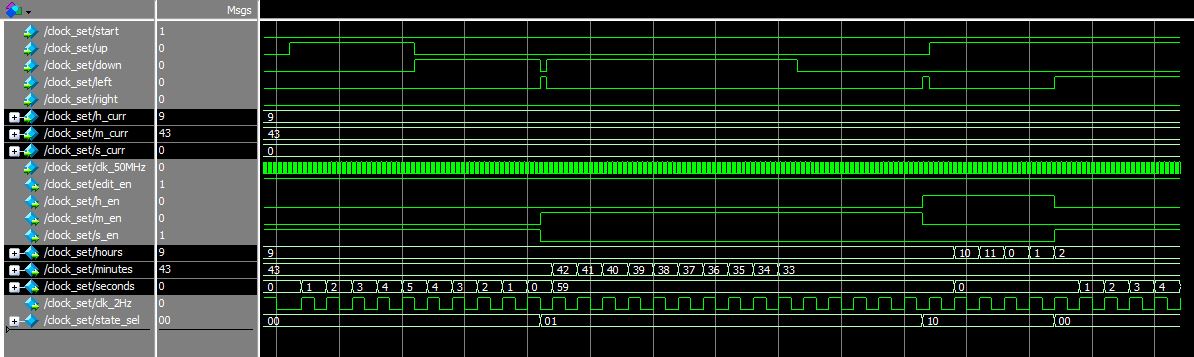 Msgs
/clock_set/start 1
/clock_set/up 0
/clock_set/down 0
/clock_set/left 0
/clock_set/right 0
/clock_set/h_curr 9 9
/clock_set/m_curr 43 43
/clock_set/s_curr 0 0
/clock_set/clk_50MHz 0
/clock_set/edit_en 1
/clock_set/h_en 0
/clock_set/m_en 0
/clock_set/s_en 1
/clock_set/hours 9 9 10 11 0 1 2
/clock_set/minutes 43 43 42 41 40 39 38 37 36 35 34 33
/clock_set/seconds 0 0 1 2 3 4 5 4 3 2 1 0 59 0 1 2 3 4
/clock_set/clk_2Hz 0
/clock_set/state_sel 00 00 01 10 00